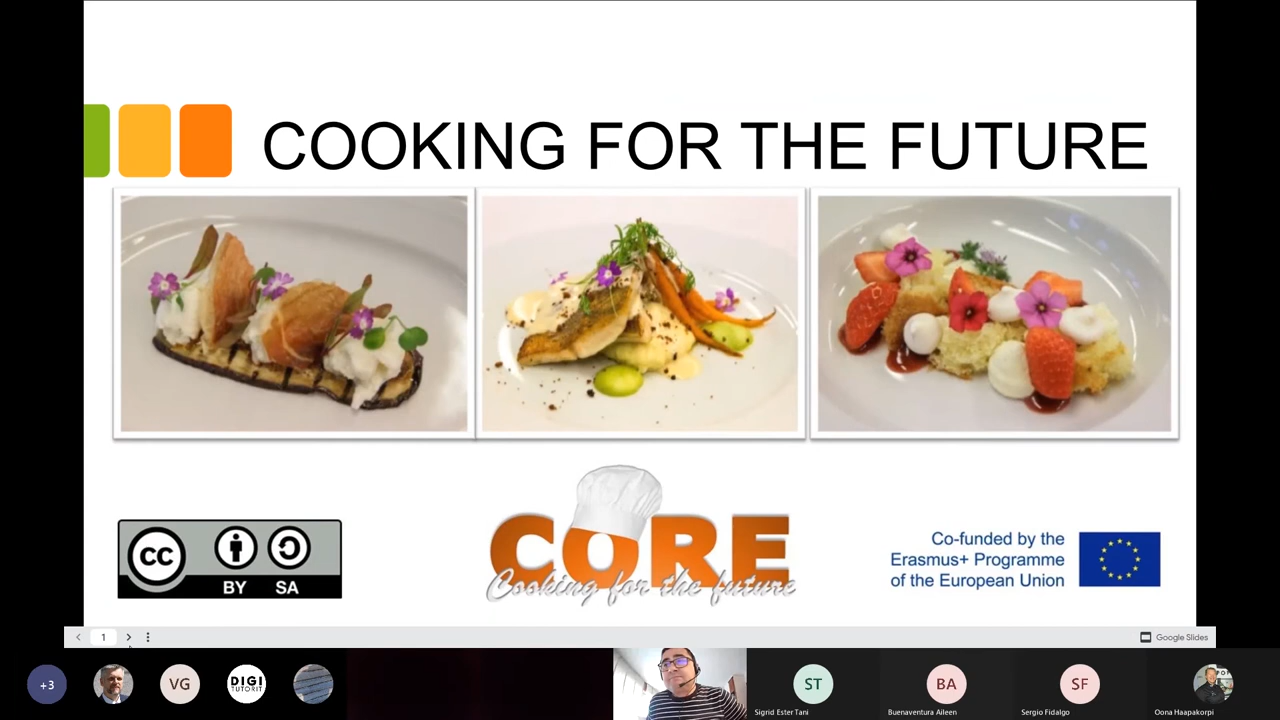 COOKING FOR THE FUTURE
cc
BY SA
CORE
Cooking for the future
Co-funded by the
Erasmus+ Programme
of the European Union
1
Google Slides
+3
VG
DIGI
TUTORIT
ST
BA
SF
Sigrid Ester Tani
Buenaventura Aileen
Sergio Fidalgo
Oona Haapakorpi